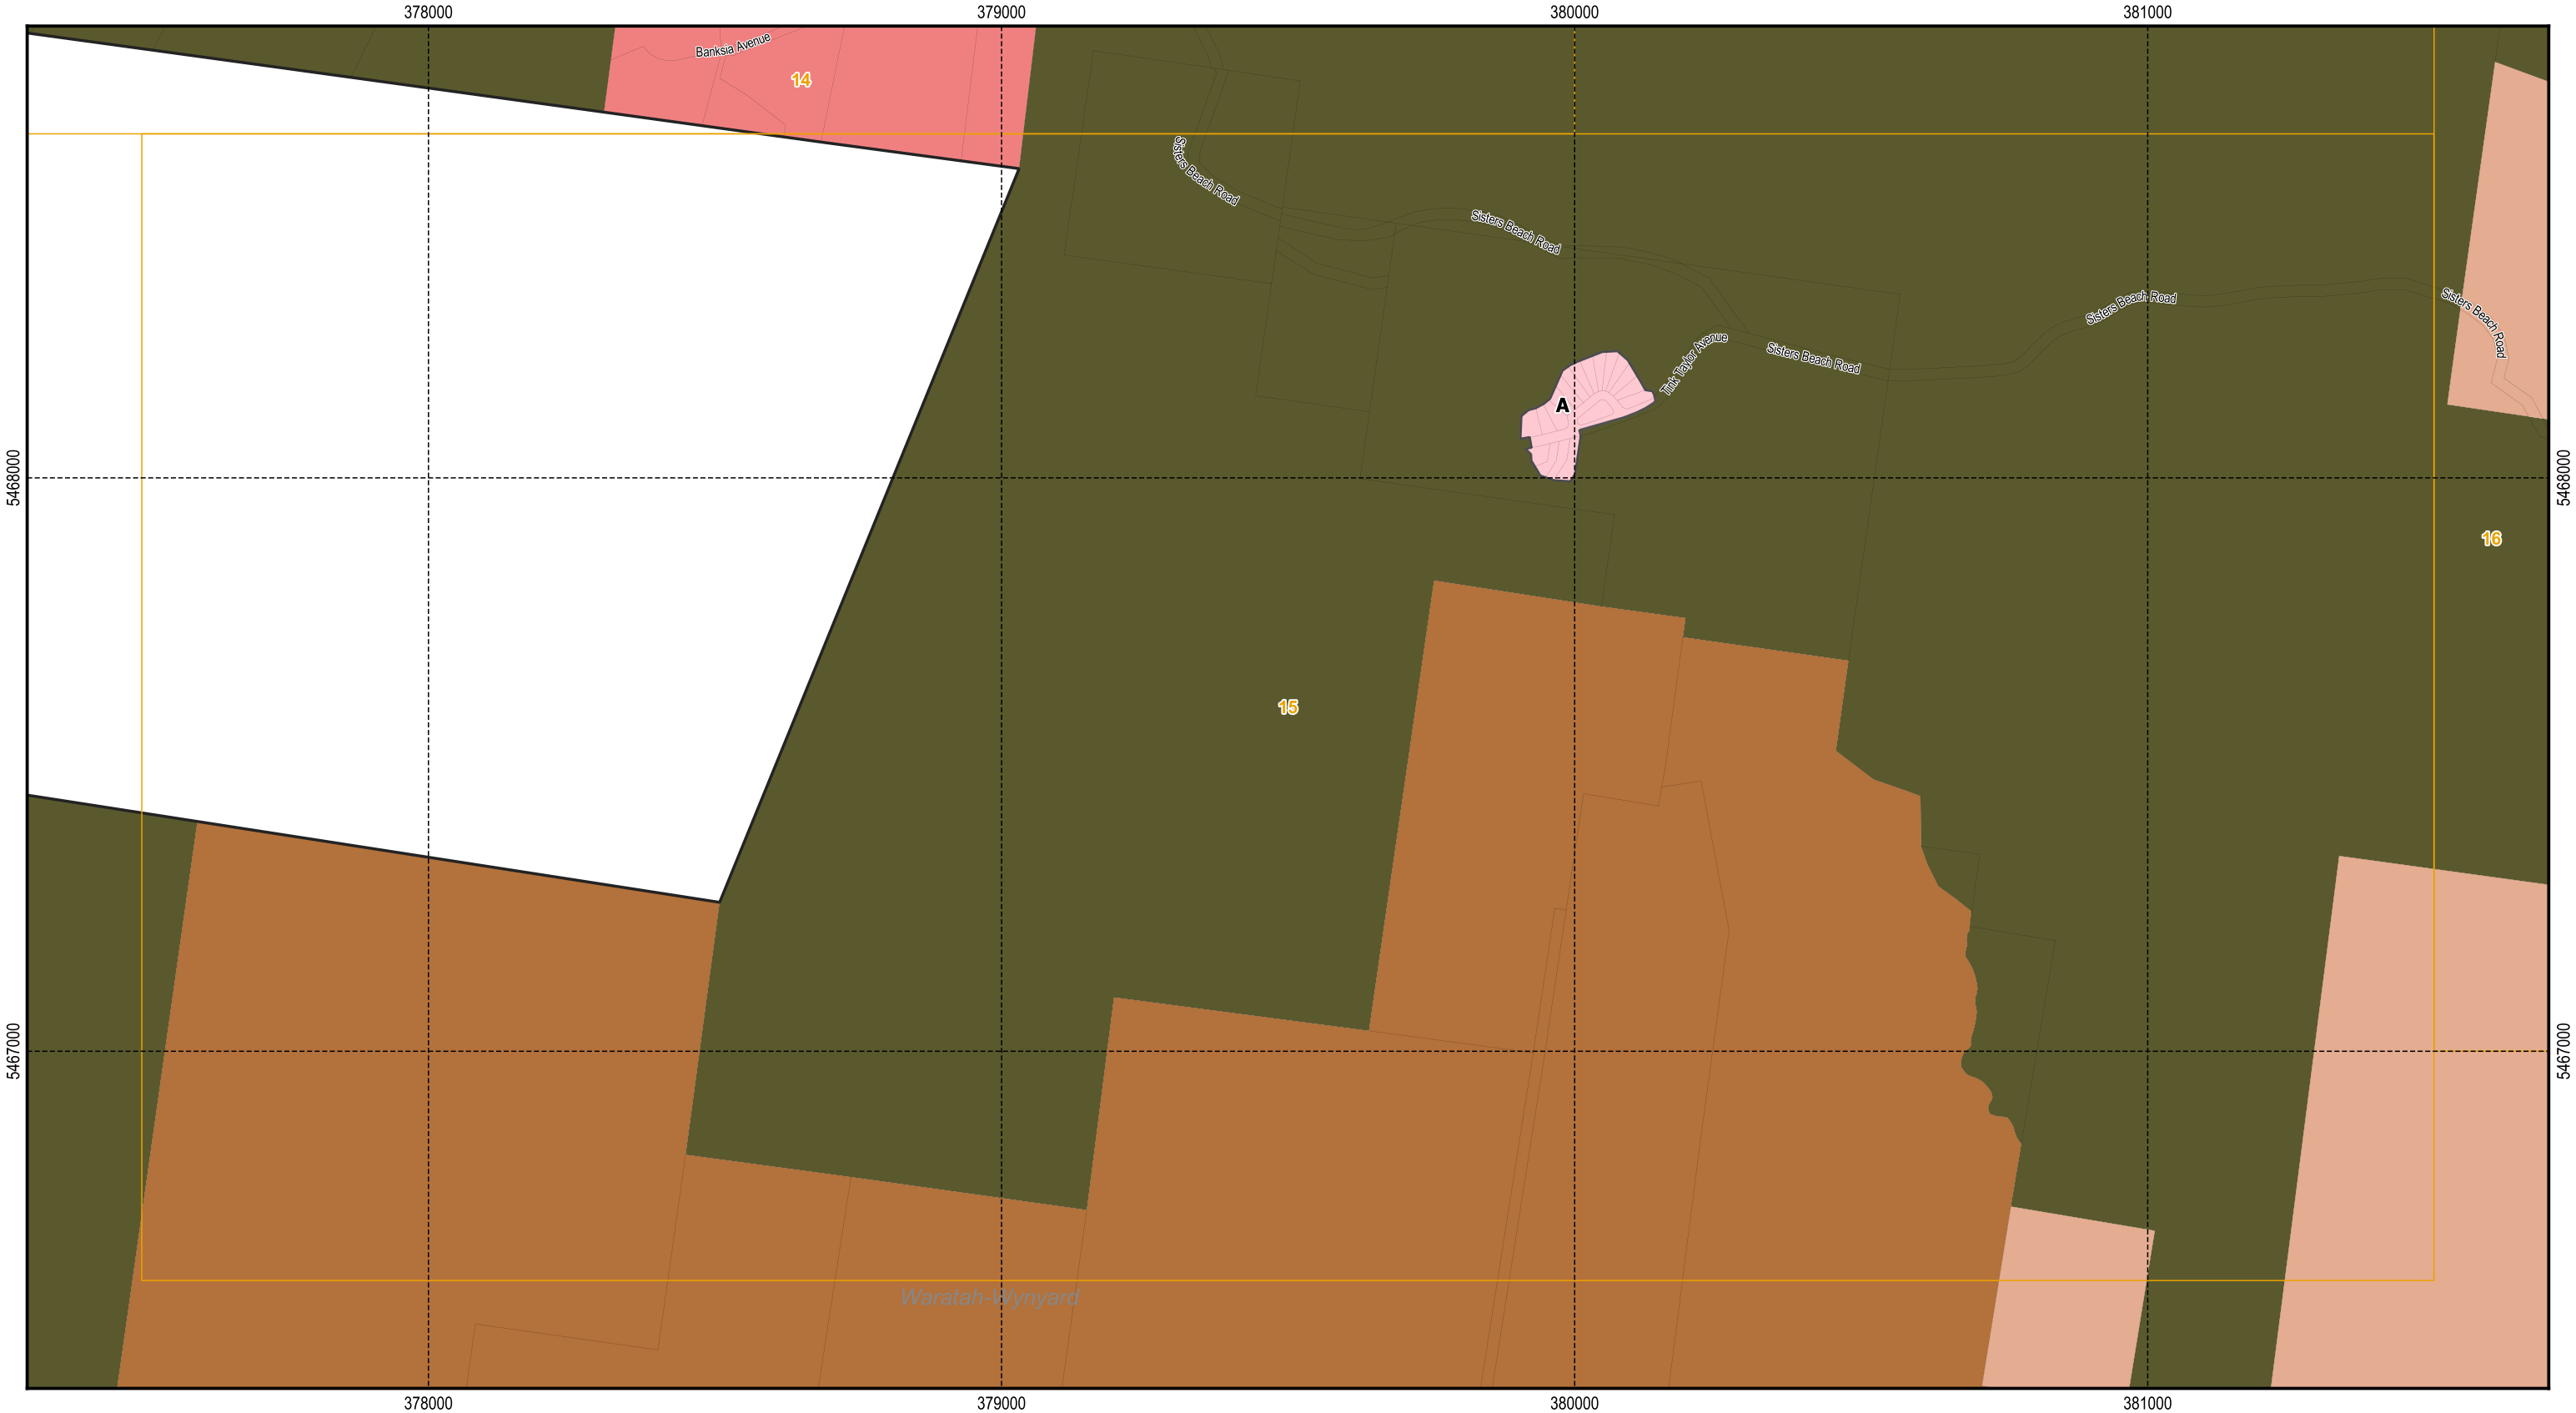 378000 379000 380000 381000
Banksia Avenue
14
Sisters Beach Road
Sisters Beach Road
Sisters Beach Road
Sisters Beach Road
Tink Taylor Avenue
Sisters Beach Road
A
5468000 5468000
16
15
5467000 5467000
Waratah-Wynyard
378000 379000 380000 381000